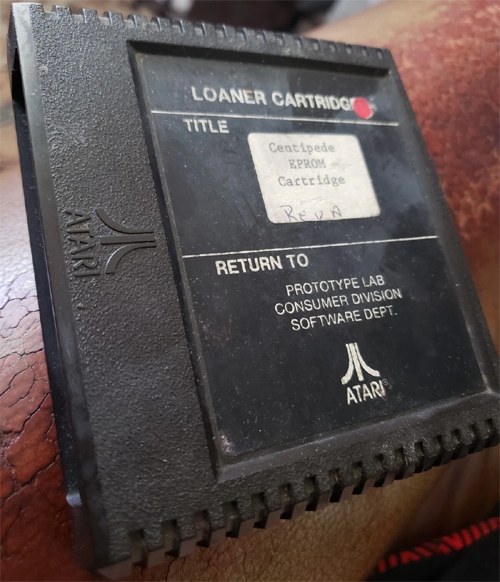 LOANER CARTRIDGE
TITLE
Centipede
EPROM
Cartridge
Rev A
RETURN TO
PROTOTYPE LAB
CONSUMER DIVISION
SOFTWARE DEPT.
ATARI®
ATARI